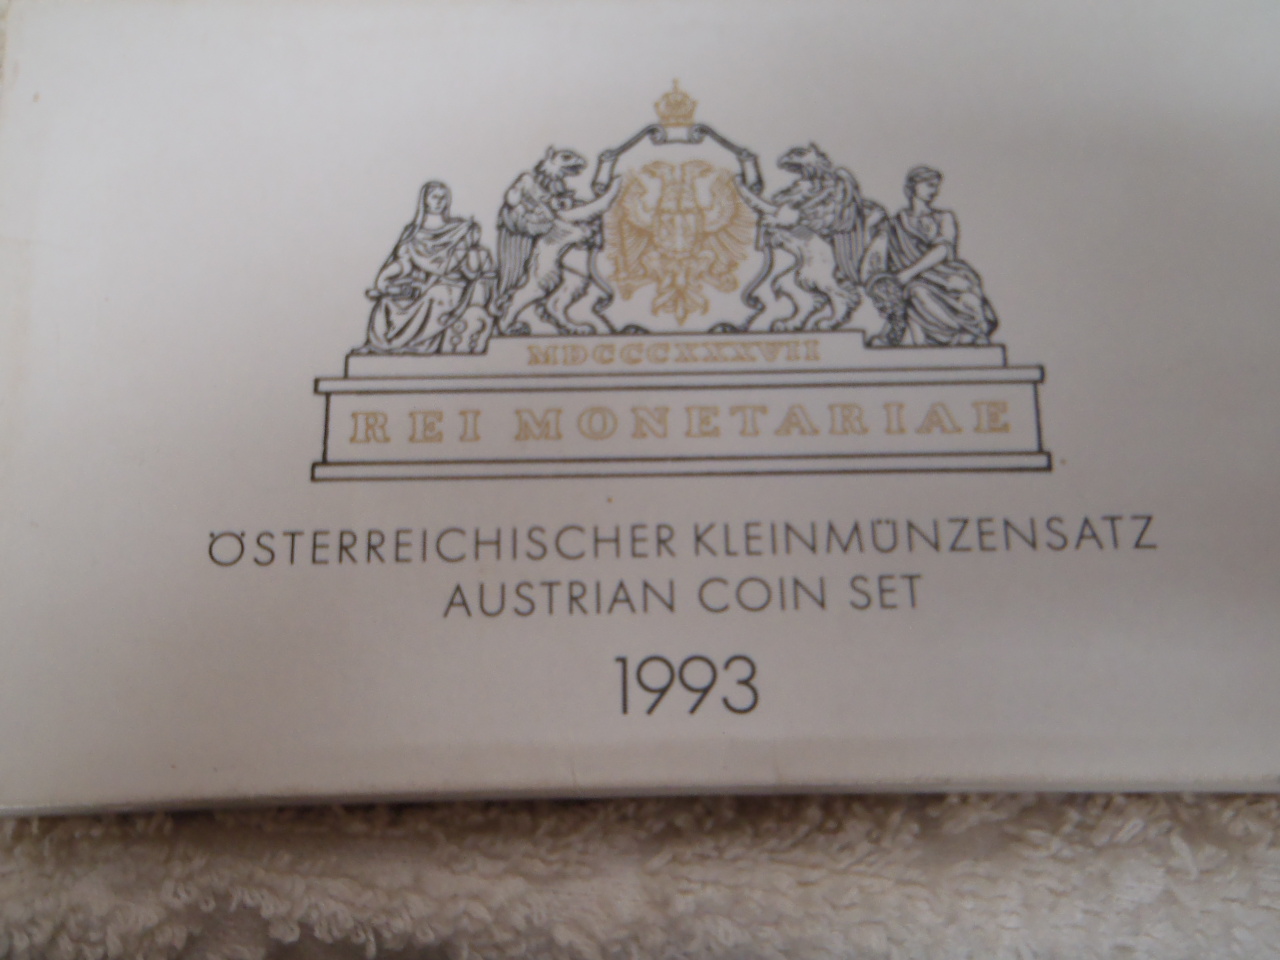 MDCCCXXXVII
REI MONETARIAE
ÖSTERREICHISCHER KLEINMÜNZENSATZ
AUSTRIAN COIN SET
1993